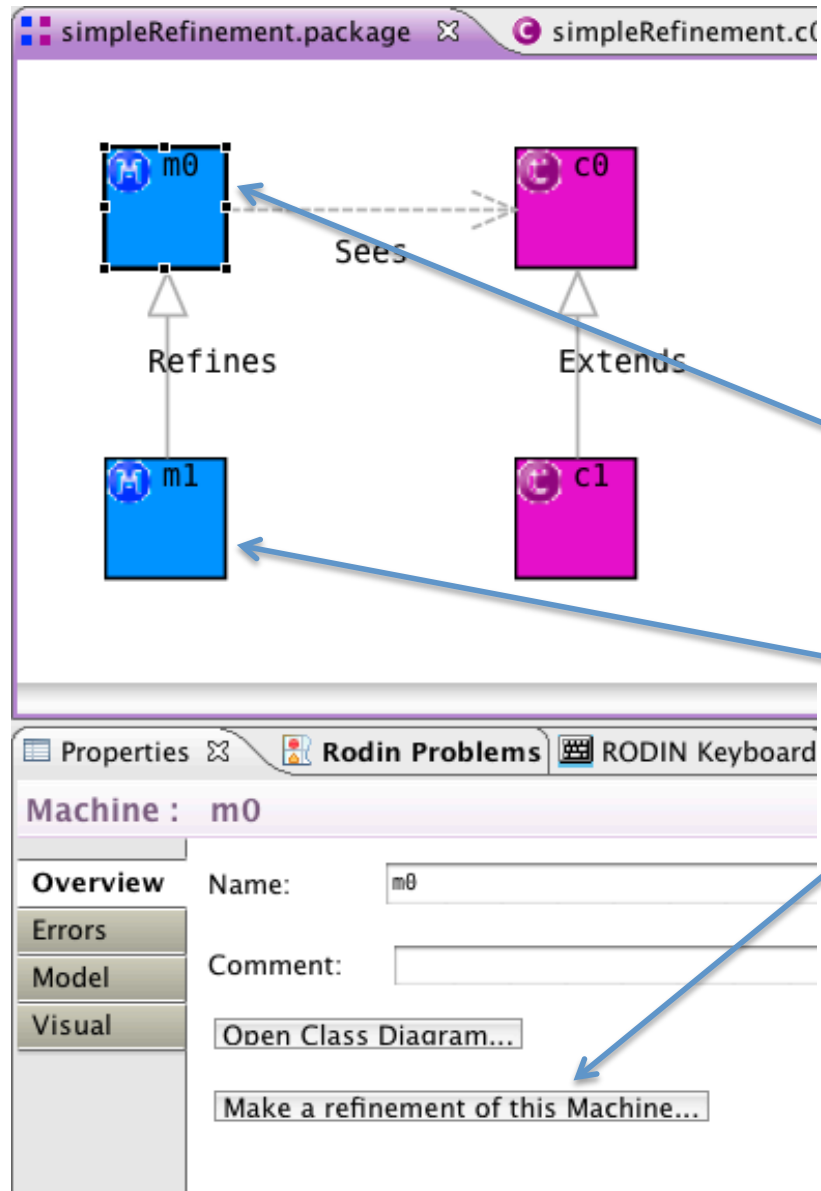 simpleRefinement.package
simpleRefinement.c0
m0
c0
Sees
Refines
Extends
m1
c1
Properties
Rodin Problems
RODIN Keyboard
Machine : m0
Overview
Name:
m0
Errors
Comment:
Model
Visual
Open Class Diagram...
Make a refinement of this Machine...